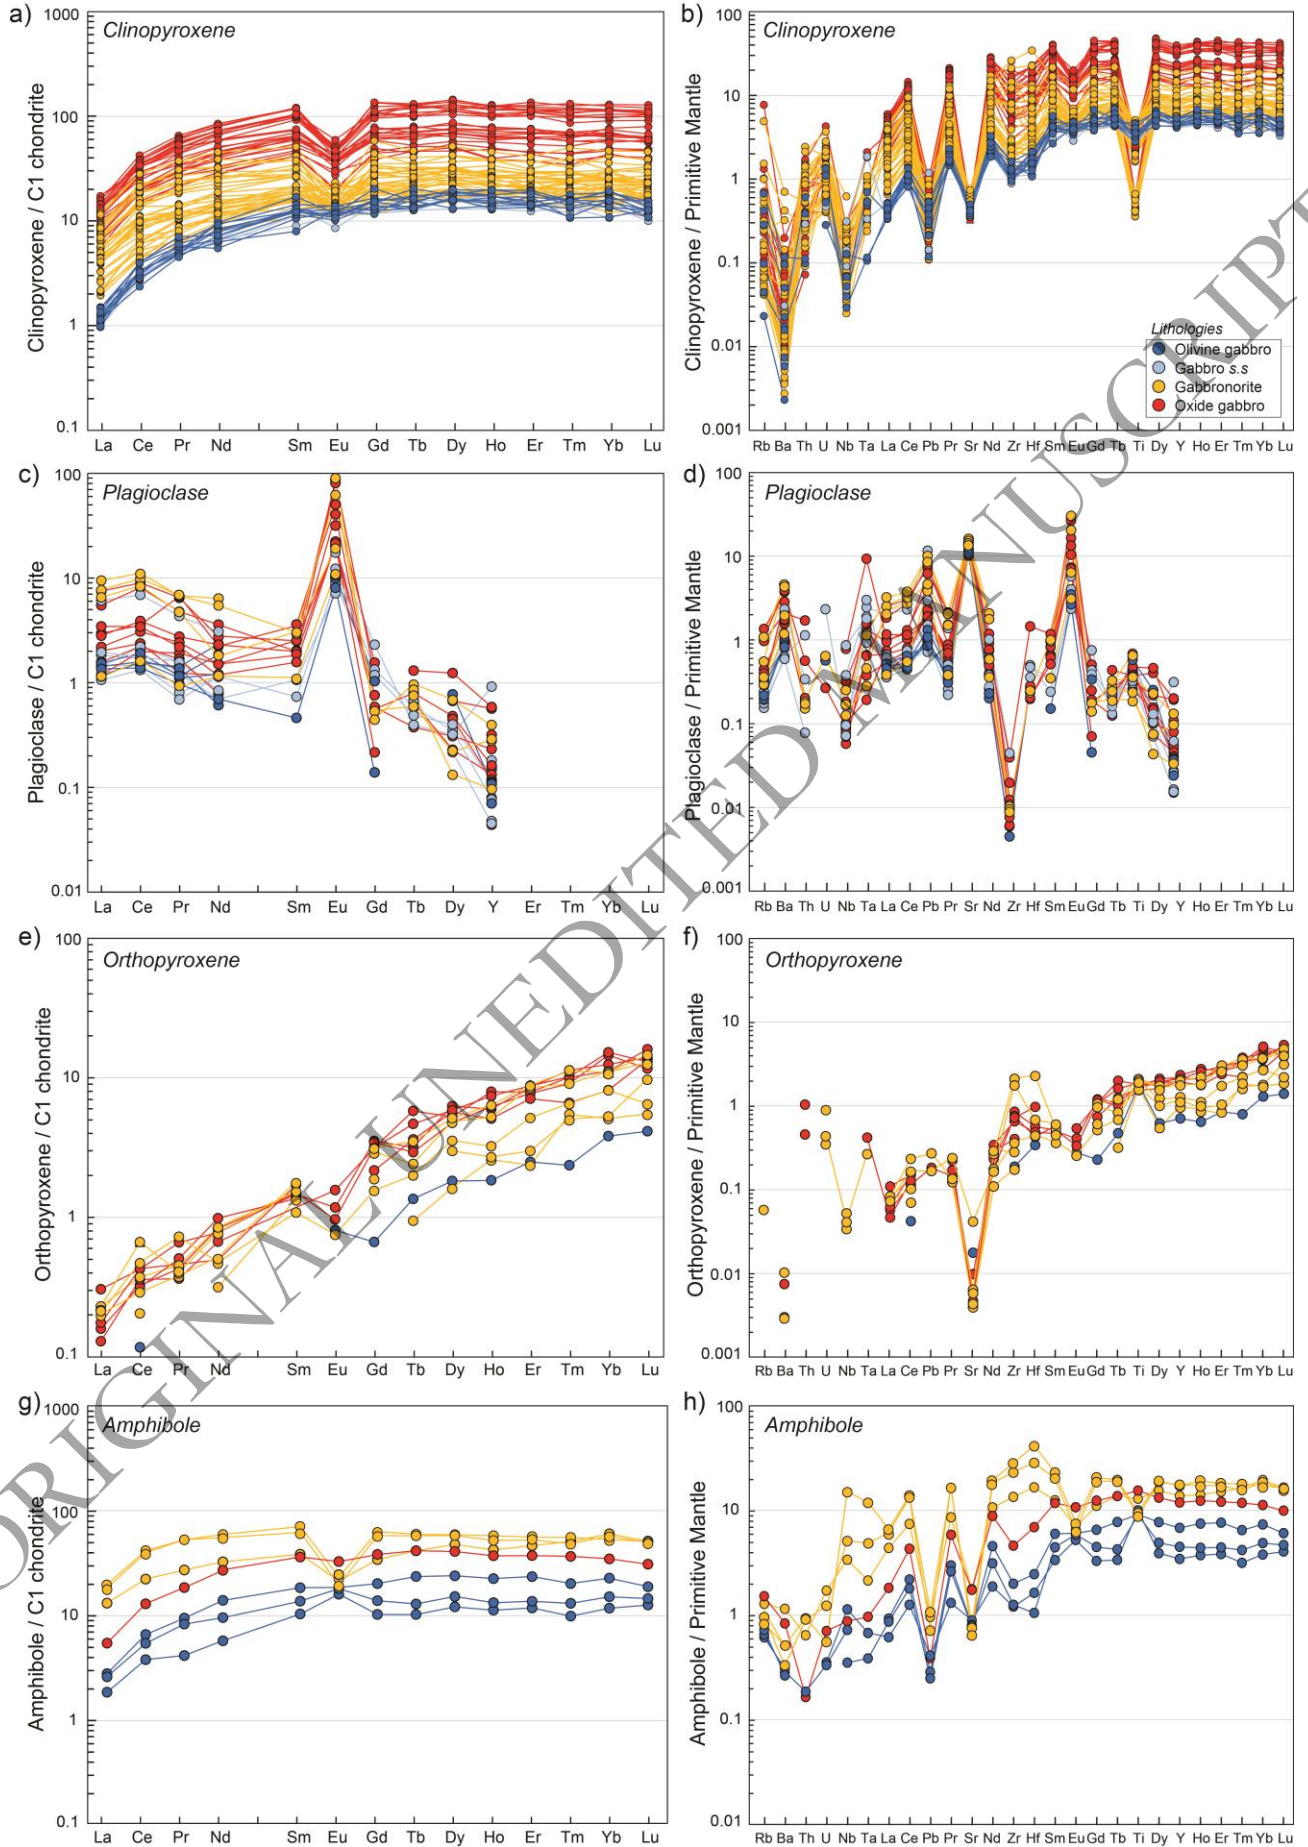 a)
Clinopyroxene
Clinopyroxene / C1 chondrite
1000
100
10
1
0.1
La Ce Pr Nd Sm Eu Gd Tb Dy Ho Er Tm Yb Lu
b)
Clinopyroxene
Clinopyroxene / Primitive Mantle
100
10
1
0.1
0.01
0.001
Lithologies
Olivine gabbro
Gabbro s.s
Gabbronorite
Oxide gabbro
Rb Ba Th U Nb Ta La Ce Pb Pr Sr Nd Zr Hf Sm Eu Gd Tb Ti Dy Y Ho Er Tm Yb Lu
c)
Plagioclase
Plagioclase / C1 chondrite
100
10
1
0.1
0.01
La Ce Pr Nd Sm Eu Gd Tb Dy Y Er Tm Yb Lu
d)
Plagioclase
Plagioclase / Primitive Mantle
100
10
1
0.1
0.01
0.001
Rb Ba Th U Nb Ta La Ce Pb Pr Sr Nd Zr Hf Sm Eu Gd Tb Ti Dy Y Ho Er Tm Yb Lu
e)
Orthopyroxene
Orthopyroxene / C1 chondrite
100
10
1
0.1
La Ce Pr Nd Sm Eu Gd Tb Dy Ho Er Tm Yb Lu
f)
Orthopyroxene
Orthopyroxene / Primitive Mantle
100
10
1
0.1
0.01
0.001
Rb Ba Th U Nb Ta La Ce Pb Pr Sr Nd Zr Hf Sm Eu Gd Tb Ti Dy Y Ho Er Tm Yb Lu
g)
Amphibole
Amphibole / C1 chondrite
1000
100
10
1
0.1
La Ce Pr Nd Sm Eu Gd Tb Dy Ho Er Tm Yb Lu
h)
Amphibole
Amphibole / Primitive Mantle
100
10
1
0.1
0.01
Rb Ba Th U Nb Ta La Ce Pb Pr Sr Nd Zr Hf Sm Eu Gd Tb Ti Dy Y Ho Er Tm Yb Lu
ORIGINAL UNEDITED MANUSCRIPT